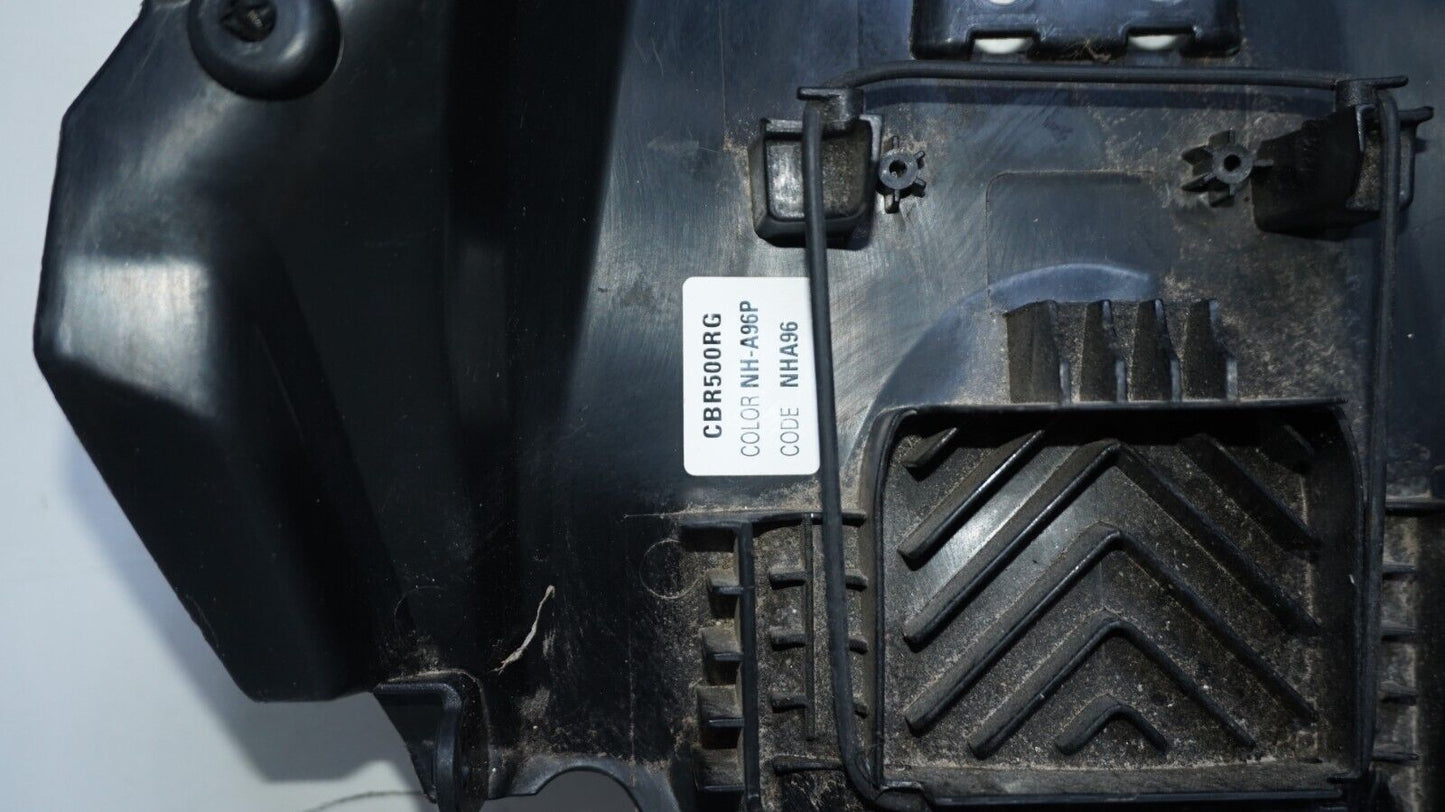 CBR500RG
COLOR NH-A96P
CODE NHA96